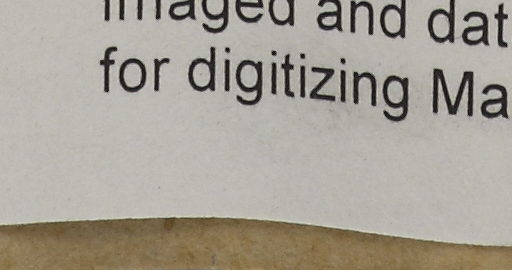 imaged and dat
for digitizing Ma